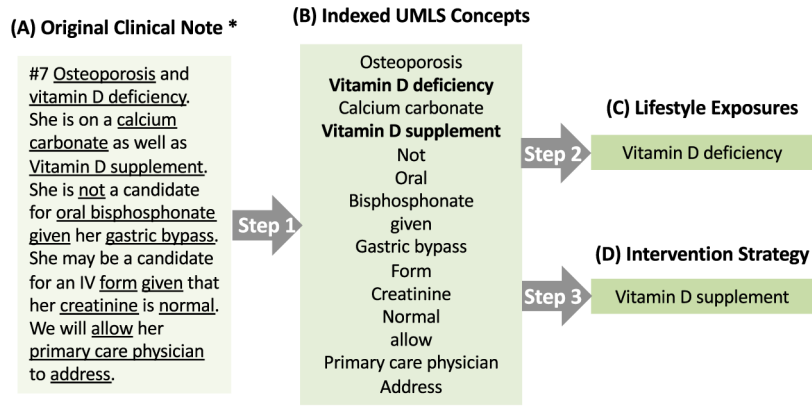 (A) Original Clinical Note *
#7 Osteoporosis and
vitamin D deficiency.
She is on a calcium
carbonate as well as
Vitamin D supplement.
She is not a candidate
for oral bisphosphonate
given her gastric bypass.
She may be a candidate
for an IV form given that
her creatinine is normal.
We will allow her
primary care physician
to address.
Step 1
(B) Indexed UMLS Concepts
Osteoporosis
Vitamin D deficiency
Calcium carbonate
Vitamin D supplement
Not
Oral
Bisphosphonate
given
Gastric bypass
Form
Creatinine
Normal
allow
Primary care physician
Address
Step 2
(C) Lifestyle Exposures
Vitamin D deficiency
Step 3
(D) Intervention Strategy
Vitamin D supplement